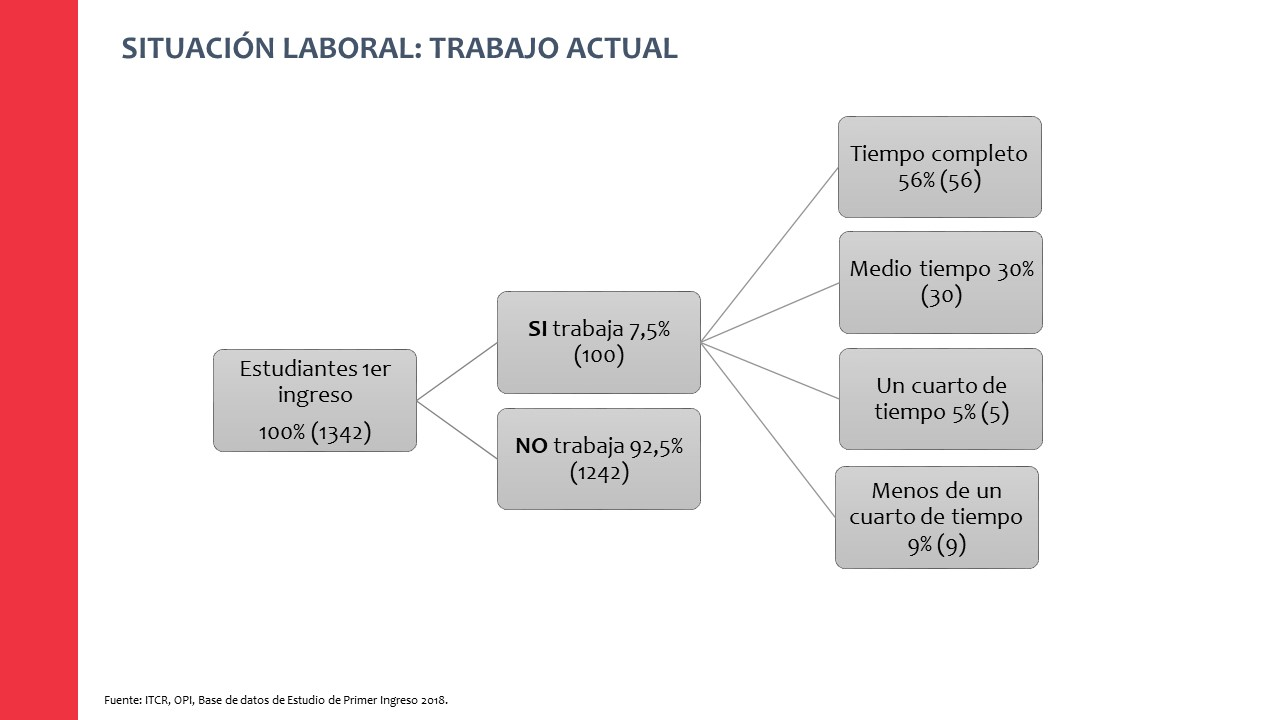 SITUACIÓN LABORAL: TRABAJO ACTUAL
Estudiantes 1er
ingreso
100% (1342)
SI trabaja 7,5%
(100)
NO trabaja 92,5%
(1242)
Tiempo completo
56% (56)
Medio tiempo 30%
(30)
Un cuarto de
tiempo 5% (5)
Menos de un
cuarto de tiempo
9% (9)
Fuente: ITCR, OPI, Base de datos de Estudio de Primer Ingreso 2018.